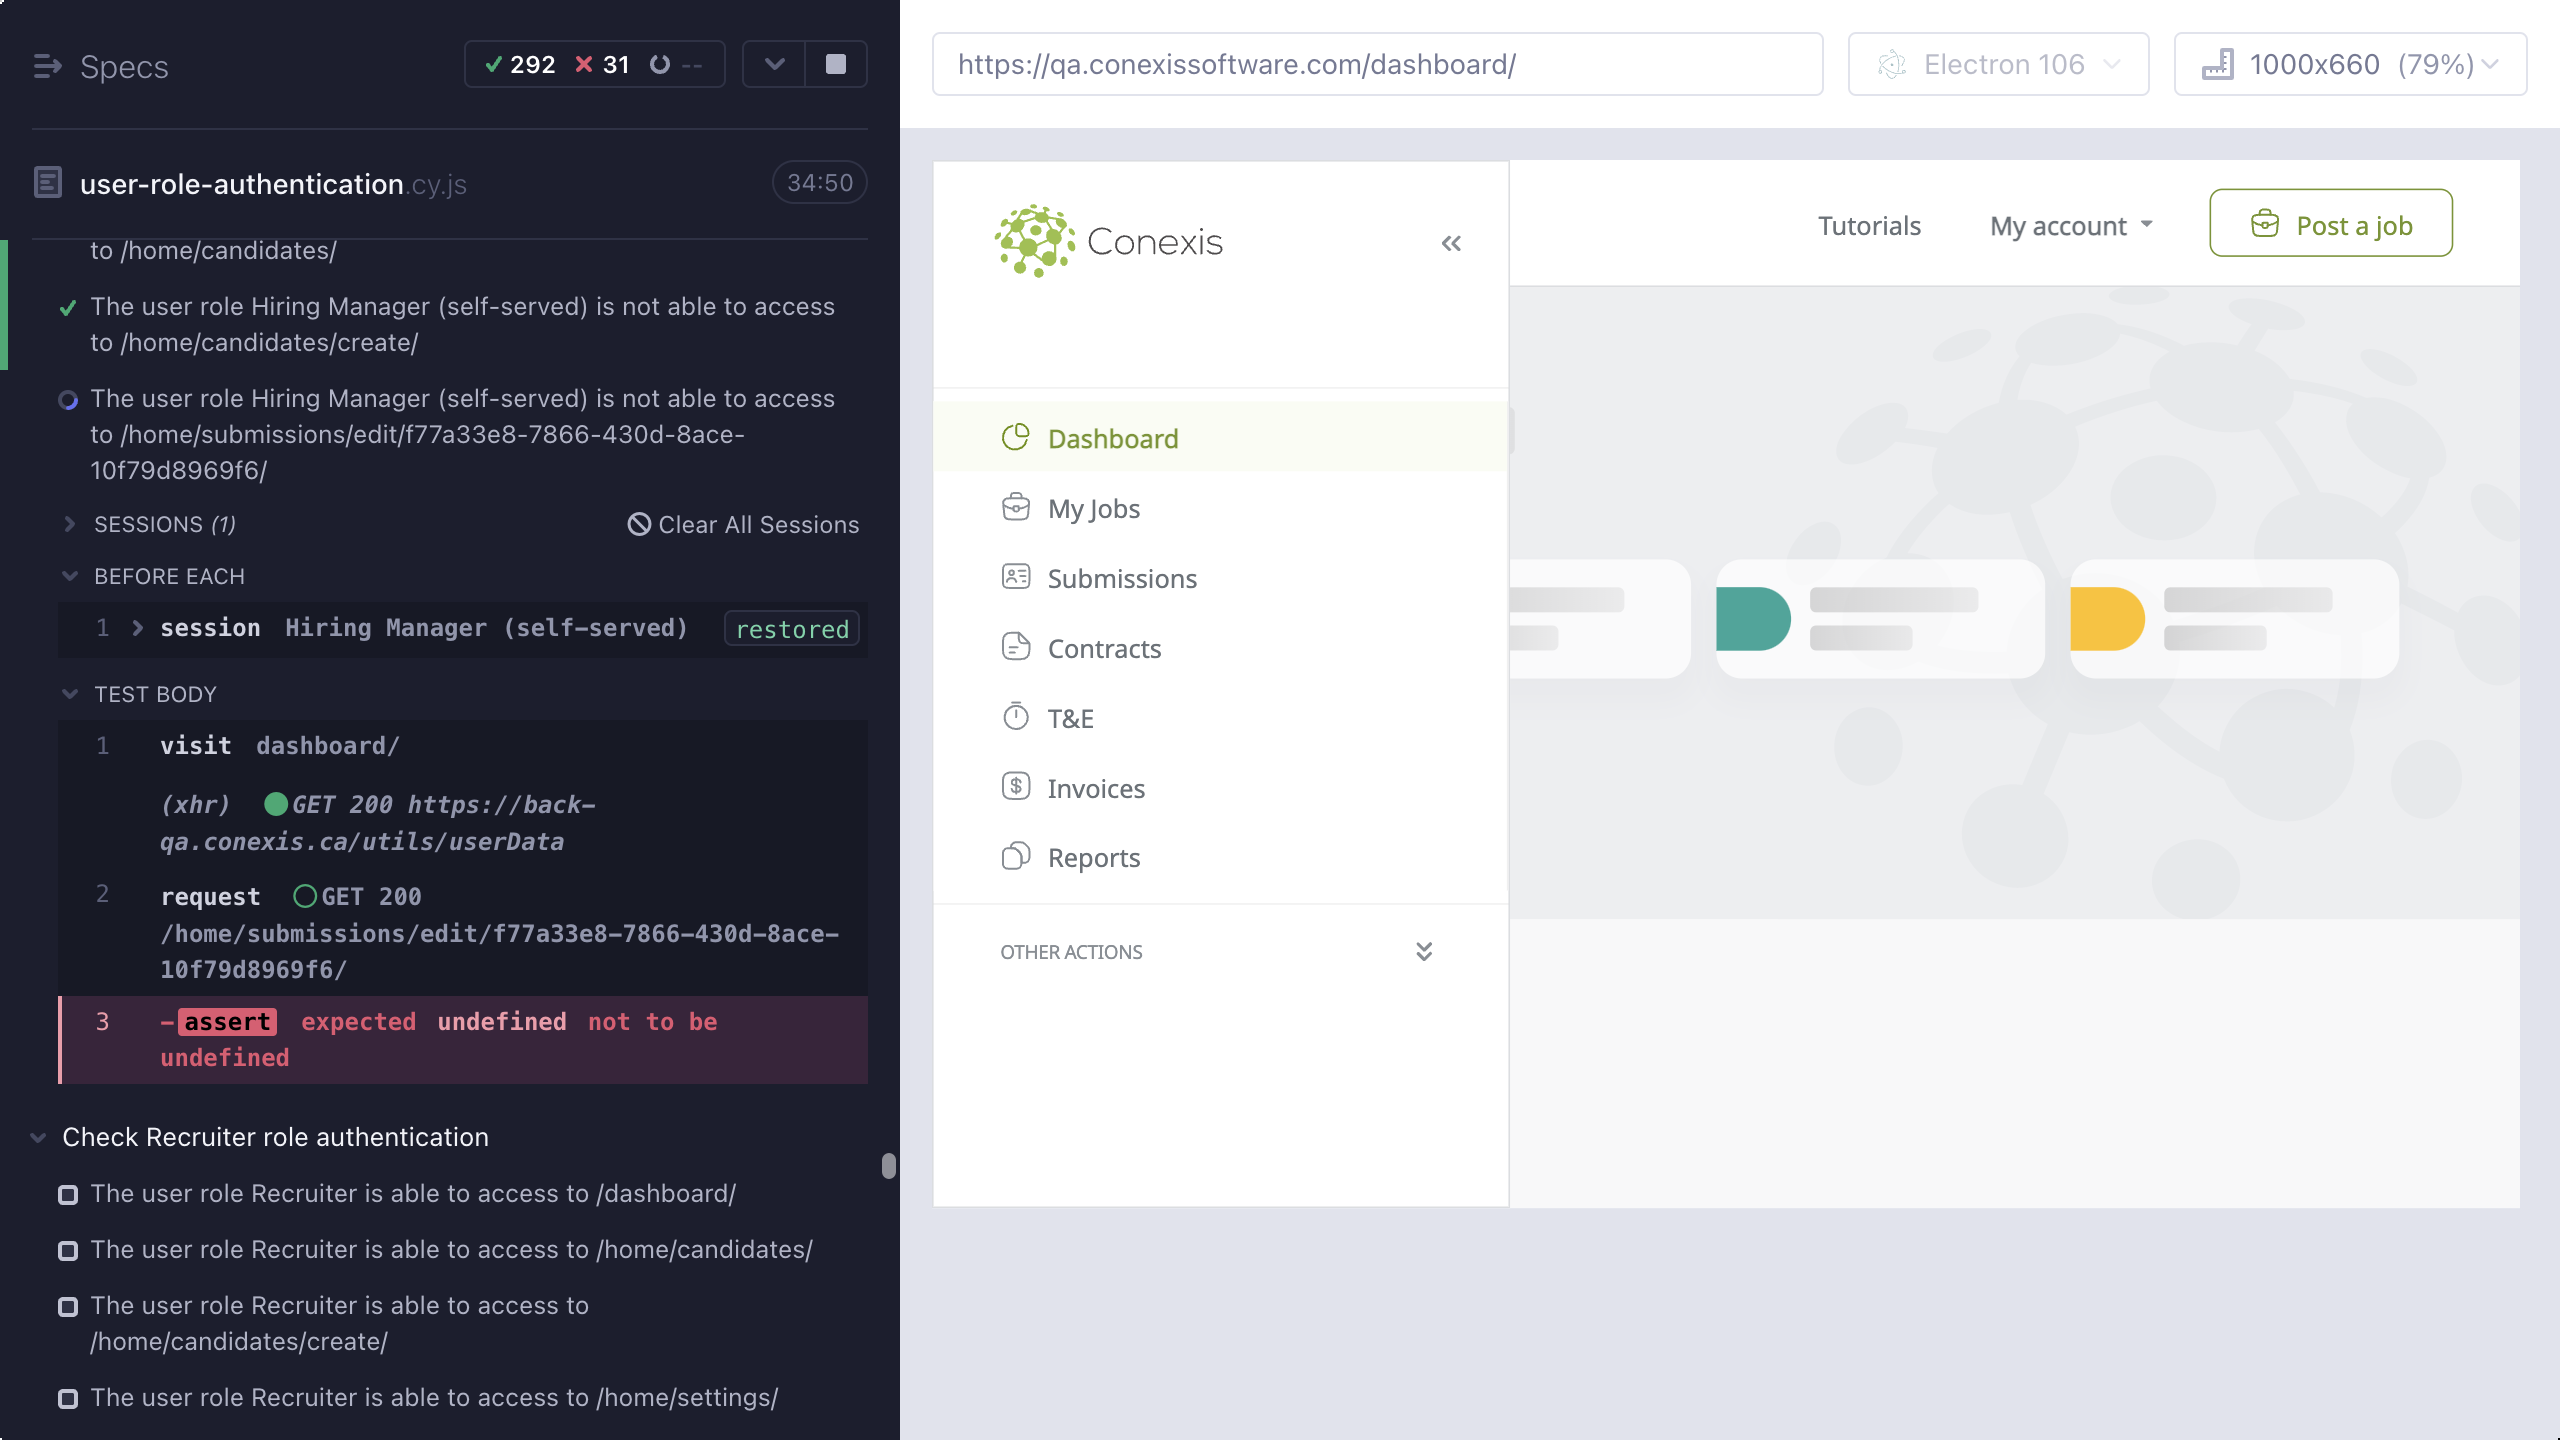 Specs
292 31 --
user-role-authentication.cy.js 34:50
to /home/candidates/
The user role Hiring Manager (self-served) is not able to access
to /home/candidates/create/
The user role Hiring Manager (self-served) is not able to access
to /home/submissions/edit/f77a33e8-7866-430d-8ace-
10f79d8969f6/
SESSIONS (1) Clear All Sessions
BEFORE EACH
1 session Hiring Manager (self-served) restored
TEST BODY
1 visit dashboard/
(xhr) GET 200 https://back-
qa.conexis.ca/utils/userData
2 request GET 200
/home/submissions/edit/f77a33e8-7866-430d-8ace-
10f79d8969f6/
3 -assert expected undefined not to be
undefined
Check Recruiter role authentication
The user role Recruiter is able to access to /dashboard/
The user role Recruiter is able to access to /home/candidates/
The user role Recruiter is able to access to
/home/candidates/create/
The user role Recruiter is able to access to /home/settings/
https://qa.conexissoftware.com/dashboard/
Electron 106
1000x660 (79%)
Conexis
Tutorials
My account
Post a job
Dashboard
My Jobs
Submissions
Contracts
T&E
Invoices
Reports
OTHER ACTIONS